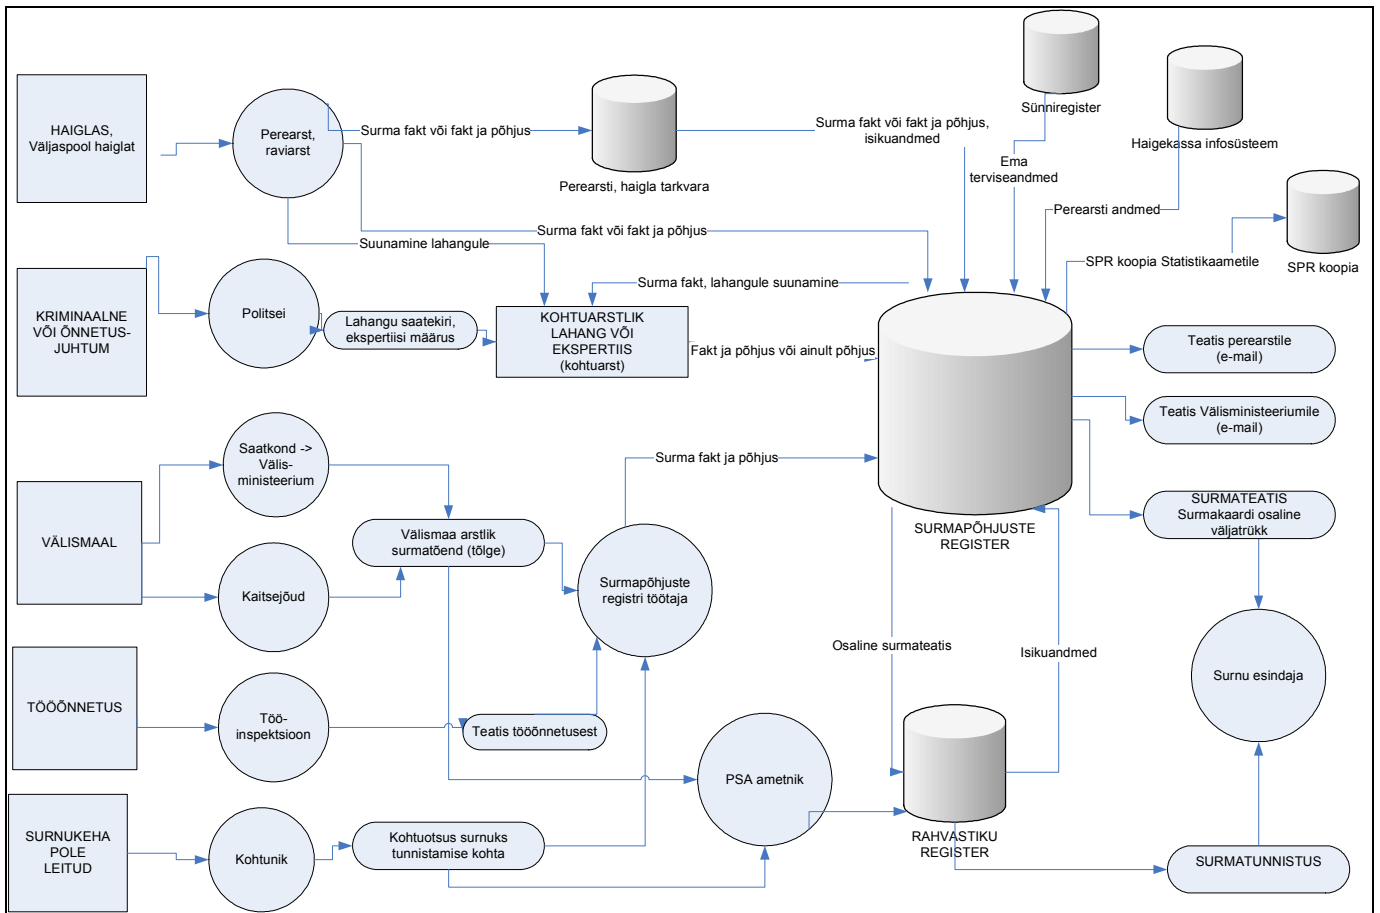 HAIGLAS,
Väljaspool haiglat
Perearst,
raviarst
Surma fakt või fakt ja põhjus
Perearsti, haigla tarkvara
Surma fakt või fakt ja põhjus,
isikuandmed
Sünniregister
Ema
terviseandmed
Haigekassa infosüsteem
Perearsti andmed
SPR koopia Statistikaametile
SPR koopia
Surma fakt või fakt ja põhjus
Suunamine lahangule
Surma fakt, lahangule suunamine
KRIMINAALNE
VÕI ÕNNETUS-
JUHTUM
Politsei
Lahangu saatekiri,
ekspertiisi määrus
KOHTUARSTLIK
LAHANG VÕI
EKSPERTIIS
(kohtuarst)
Fakt ja põhjus või ainult põhjus
Teatis perearstile
(e-mail)
Teatis Välisministeeriumile
(e-mail)
VÄLISMAAL
Saatkond ->
Välis-
ministeerium
Kaitsejõud
Välismaa arstlik
surmatõend (tõlge)
Surma fakt ja põhjus
Surmapõhjuste
registri töötaja
SURMAPÕHJUSTE
REGISTER
SURMATEATIS
Surmakaardi osaline
väljatrükk
Osaline surmateatis
Isikuandmed
Surnu esindaja
TÖÖÕNNETUS
Töö-
inspektsioon
Teatis tööõnnetusest
PSA ametnik
RAHVASTIKU
REGISTER
SURNUKEHA
POLE
LEITUD
Kohtunik
Kohtuotsus surnuks
tunnistamise kohta
SURMATUNNISTUS